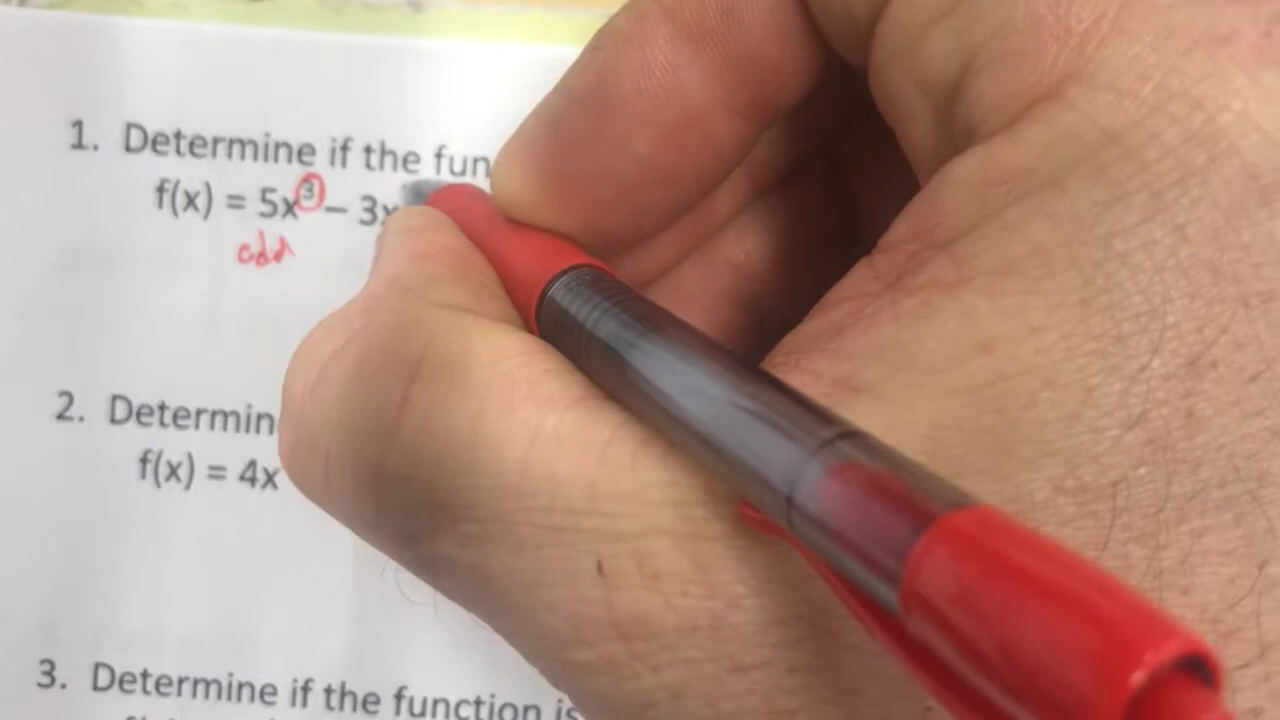 1. Determine if the fun
f(x) = 5x³ – 3x
odd
2. Determin
f(x) = 4x
3. Determine if the function is